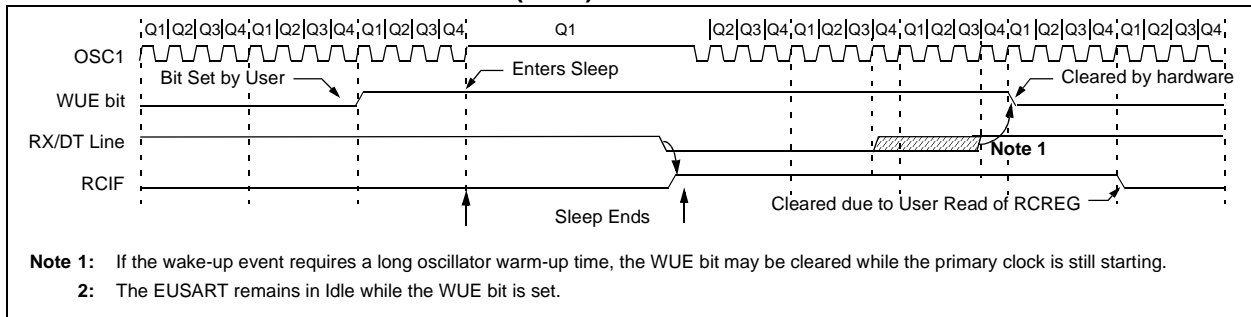 Q1 Q2 Q3 Q4 Q1 Q2 Q3 Q4 Q1 Q2 Q3 Q4 Q1 Q2 Q3 Q4 Q1 Q2 Q3 Q4 Q1 Q2 Q3 Q4 Q1 Q2 Q3 Q4 Q1 Q2 Q3 Q4
OSC1
Bit Set by User
Enters Sleep
Cleared by hardware
WUE bit
RX/DT Line
Note 1
RCIF
Sleep Ends
Cleared due to User Read of RCREG
Note 1: If the wake-up event requires a long oscillator warm-up time, the WUE bit may be cleared while the primary clock is still starting.
2: The EUSART remains in Idle while the WUE bit is set.